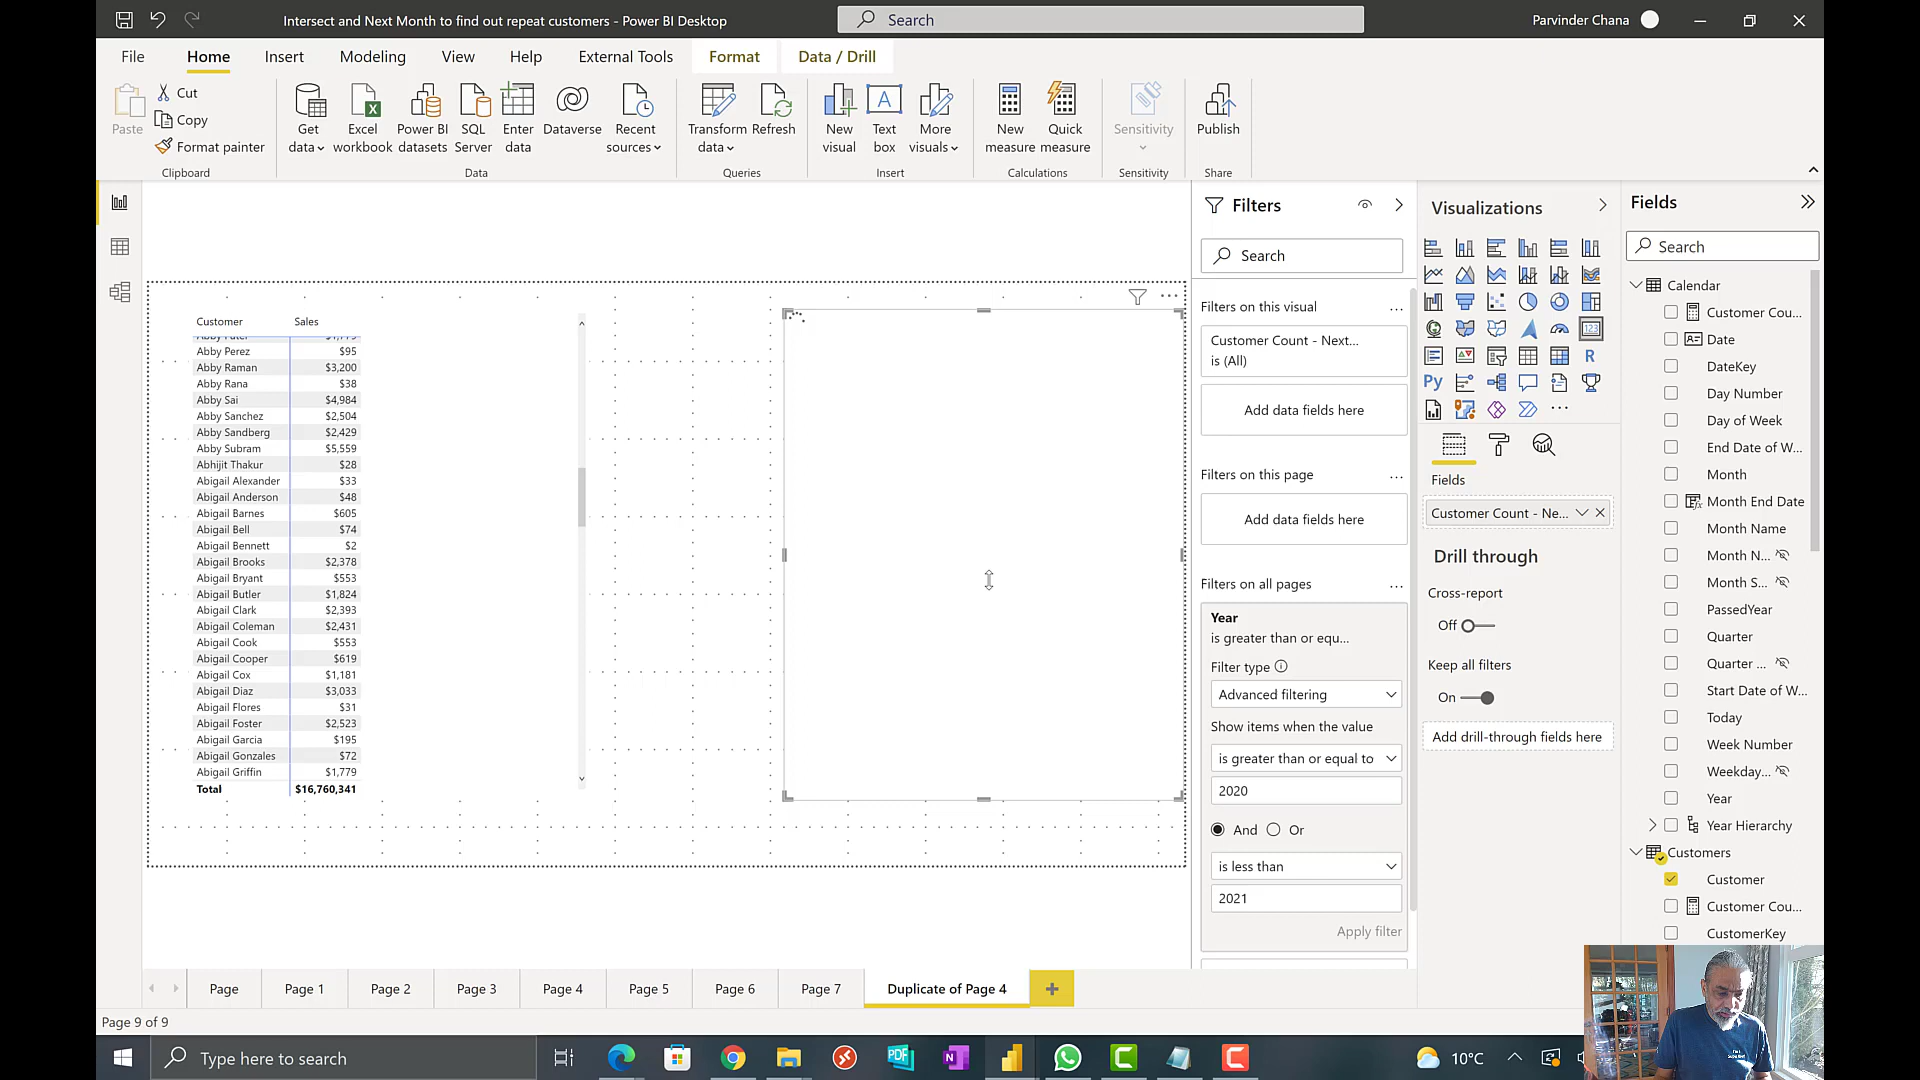 Intersect and Next Month to find out repeat customers - Power BI Desktop
Search
Parvinder Chana
File
Home
Insert
Modeling
View
Help
External Tools
Format
Data / Drill
Paste
Cut
Copy
Format painter
Clipboard
Get data
Excel workbook
Power BI datasets
SQL Server
Enter data
Dataverse
Recent sources
Data
Transform data
Refresh
Queries
New visual
Text box
More visuals
Insert
New measure
Quick measure
Calculations
Sensitivity
Sensitivity
Publish
Share
Customer Sales
Abby Perez $95
Abby Raman $3,200
Abby Rana $38
Abby Sai $4,984
Abby Sanchez $2,504
Abby Sandberg $2,429
Abby Subram $5,559
Abhijit Thakur $28
Abigail Alexander $33
Abigail Anderson $48
Abigail Barnes $605
Abigail Bell $74
Abigail Bennett $2
Abigail Brooks $2,378
Abigail Bryant $553
Abigail Butler $1,824
Abigail Clark $2,393
Abigail Coleman $2,431
Abigail Cook $553
Abigail Cooper $619
Abigail Cox $1,181
Abigail Diaz $3,033
Abigail Flores $31
Abigail Foster $2,523
Abigail Garcia $195
Abigail Gonzales $72
Abigail Griffin $1,779
Total $16,760,341
Filters
Search
Filters on this visual
Customer Count - Next...
is (All)
Add data fields here
Filters on this page
Add data fields here
Filters on all pages
Year
is greater than or equ...
Filter type
Advanced filtering
Show items when the value
is greater than or equal to
2020
And Or
is less than
2021
Apply filter
Visualizations
123
R
Py
Fields
Customer Count - Ne...
Drill through
Cross-report
Off
Keep all filters
On
Add drill-through fields here
Fields
Search
Calendar
Customer Cou...
Date
DateKey
Day Number
Day of Week
End Date of W...
Month
Month End Date
Month Name
Month N...
Month S...
PassedYear
Quarter
Quarter ...
Start Date of W...
Today
Week Number
Weekday...
Year
Year Hierarchy
Customers
Customer
Customer Cou...
CustomerKey
Page
Page 1
Page 2
Page 3
Page 4
Page 5
Page 6
Page 7
Duplicate of Page 4
Page 9 of 9
Type here to search
10°C